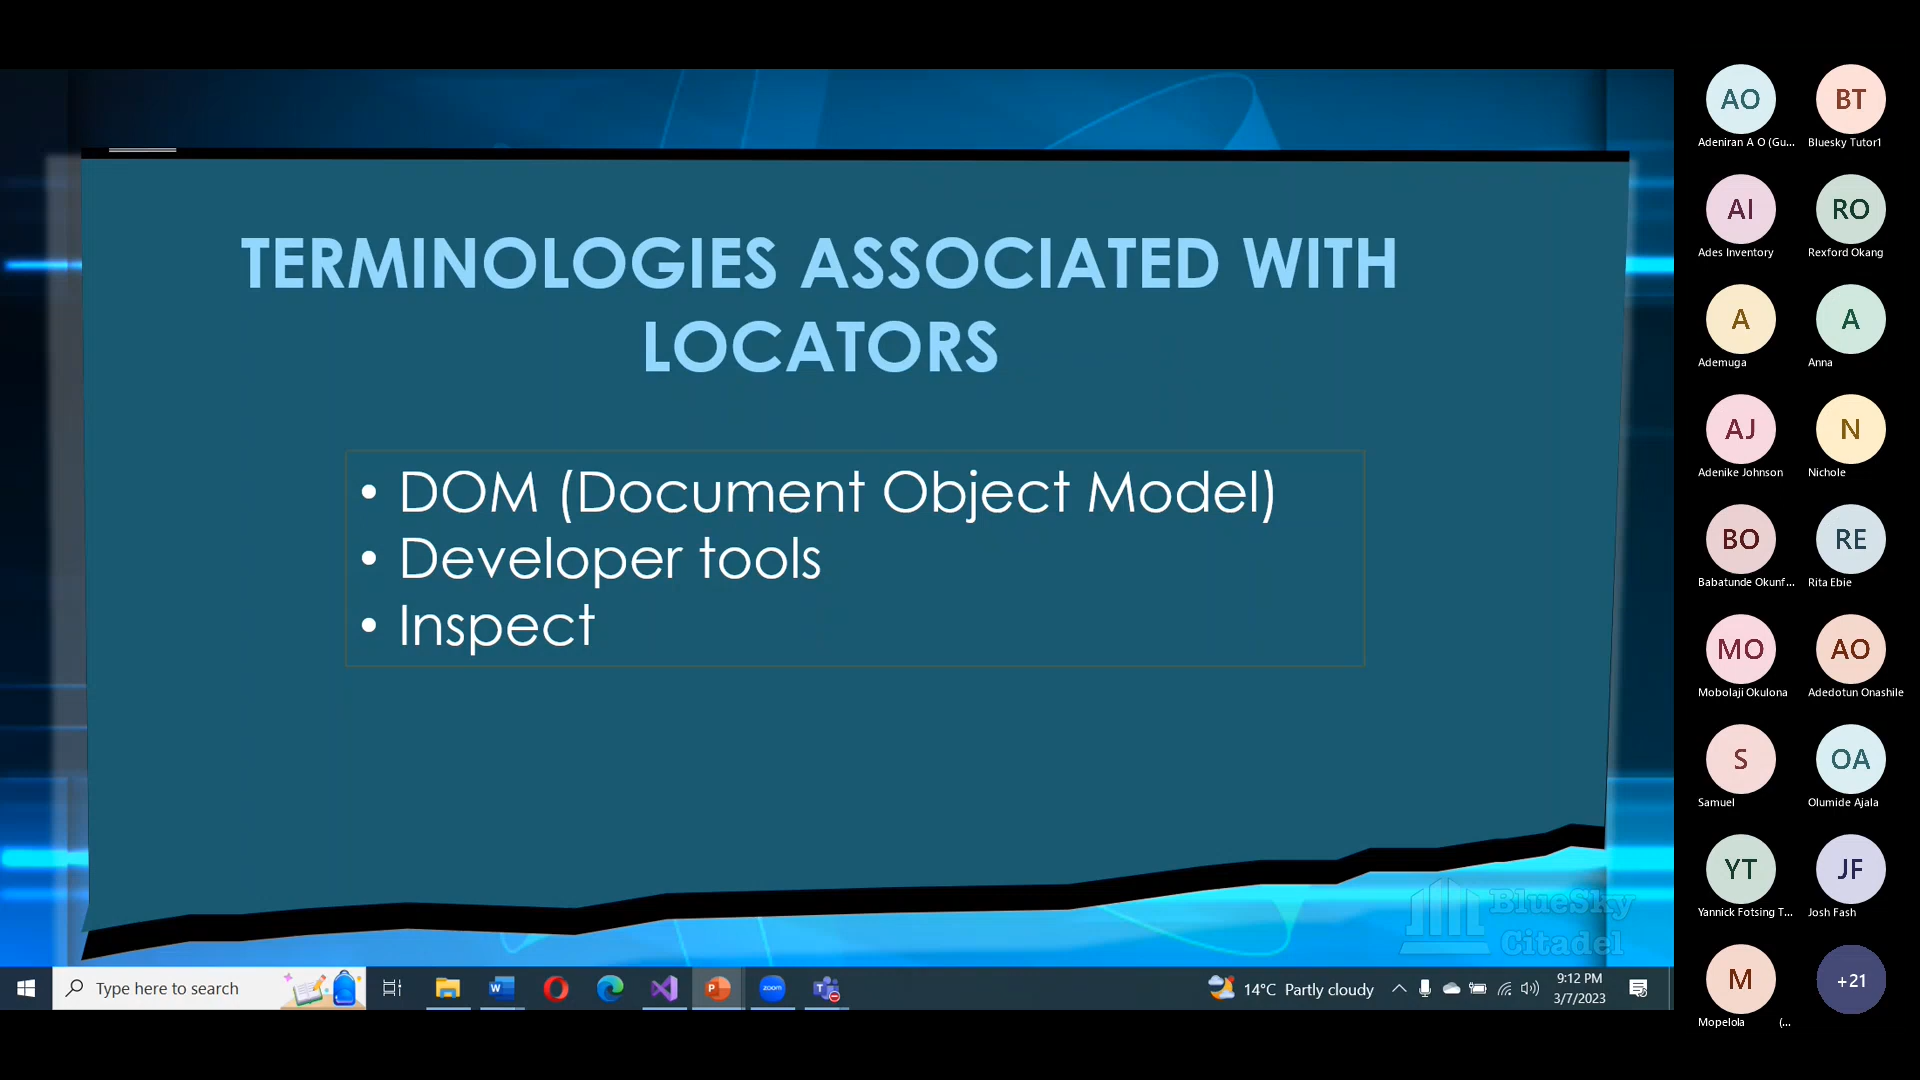 TERMINOLOGIES ASSOCIATED WITH
LOCATORS
• DOM (Document Object Model)
• Developer tools
• Inspect
BlueSky
Citadel
Type here to search
W
P
zoom
T
14°C Partly cloudy
9:12 PM
3/7/2023
AO
Adeniran A O (Gu...
BT
Bluesky Tutor1
AI
Ades Inventory
RO
Rexford Okang
A
Ademuga
A
Anna
AJ
Adenike Johnson
N
Nichole
BO
Babatunde Okunf...
RE
Rita Ebie
MO
Mobolaji Okulona
AO
Adedotun Onashile
S
Samuel
OA
Olumide Ajala
YT
Yannick Fotsing T...
JF
Josh Fash
M
Mopelola (...
+21